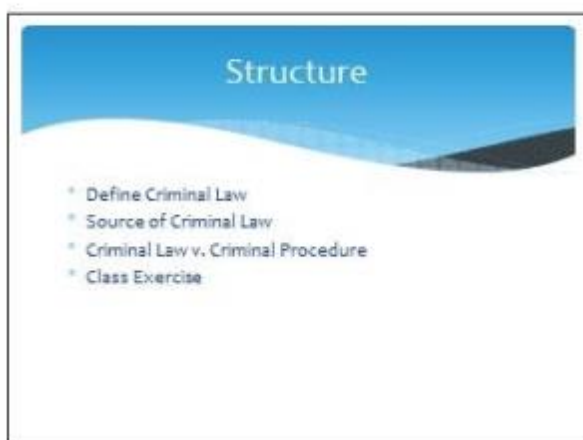 Structure
* Define Criminal Law
* Source of Criminal Law
* Criminal Law v. Criminal Procedure
* Class Exercise